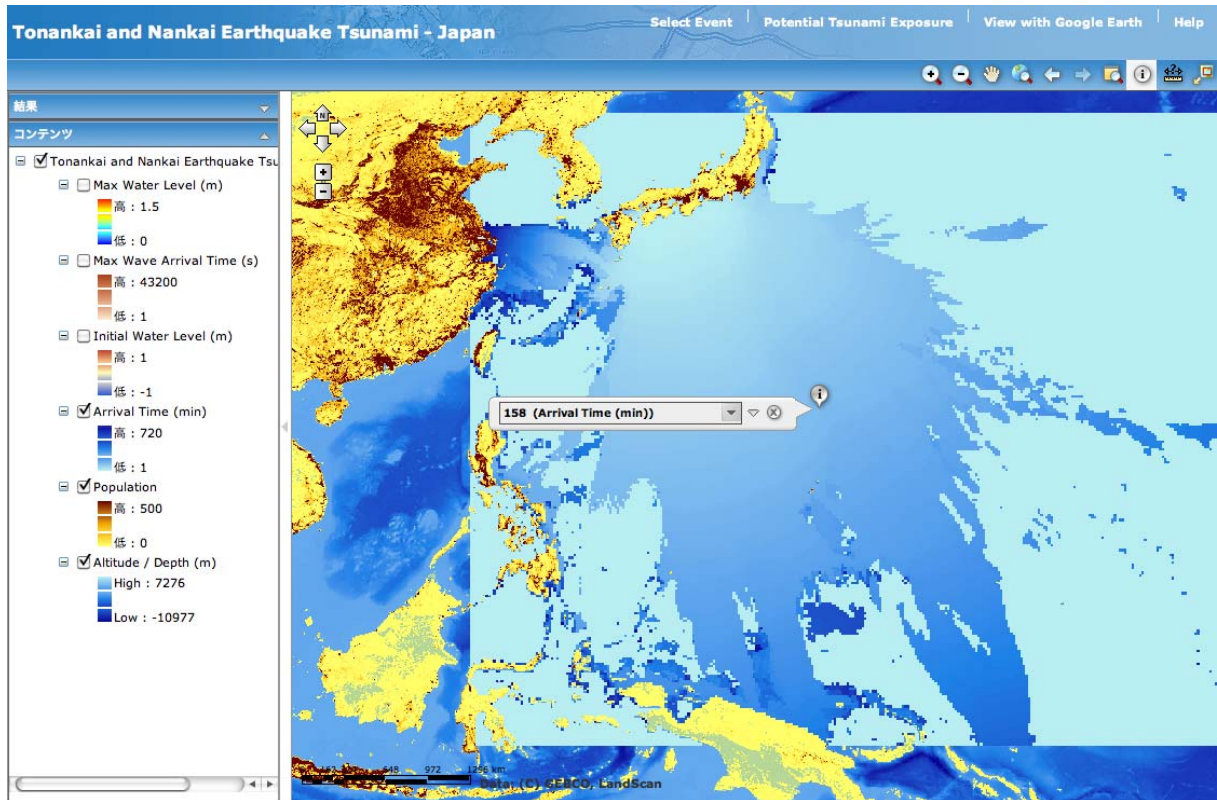 Tonankai and Nankai Earthquake Tsunami - Japan
Select Event
Potential Tsunami Exposure
View with Google Earth
Help
結果
コンテンツ
Tonankai and Nankai Earthquake Tsu
Max Water Level (m)
高 : 1.5
低 : 0
Max Wave Arrival Time (s)
高 : 43200
低 : 1
Initial Water Level (m)
高 : 1
低 : -1
Arrival Time (min)
高 : 720
低 : 1
Population
高 : 500
低 : 0
Altitude / Depth (m)
High : 7276
Low : -10977
N
158 (Arrival Time (min))
648 972 1296 km
Data: (C) GEBCO, LandScan